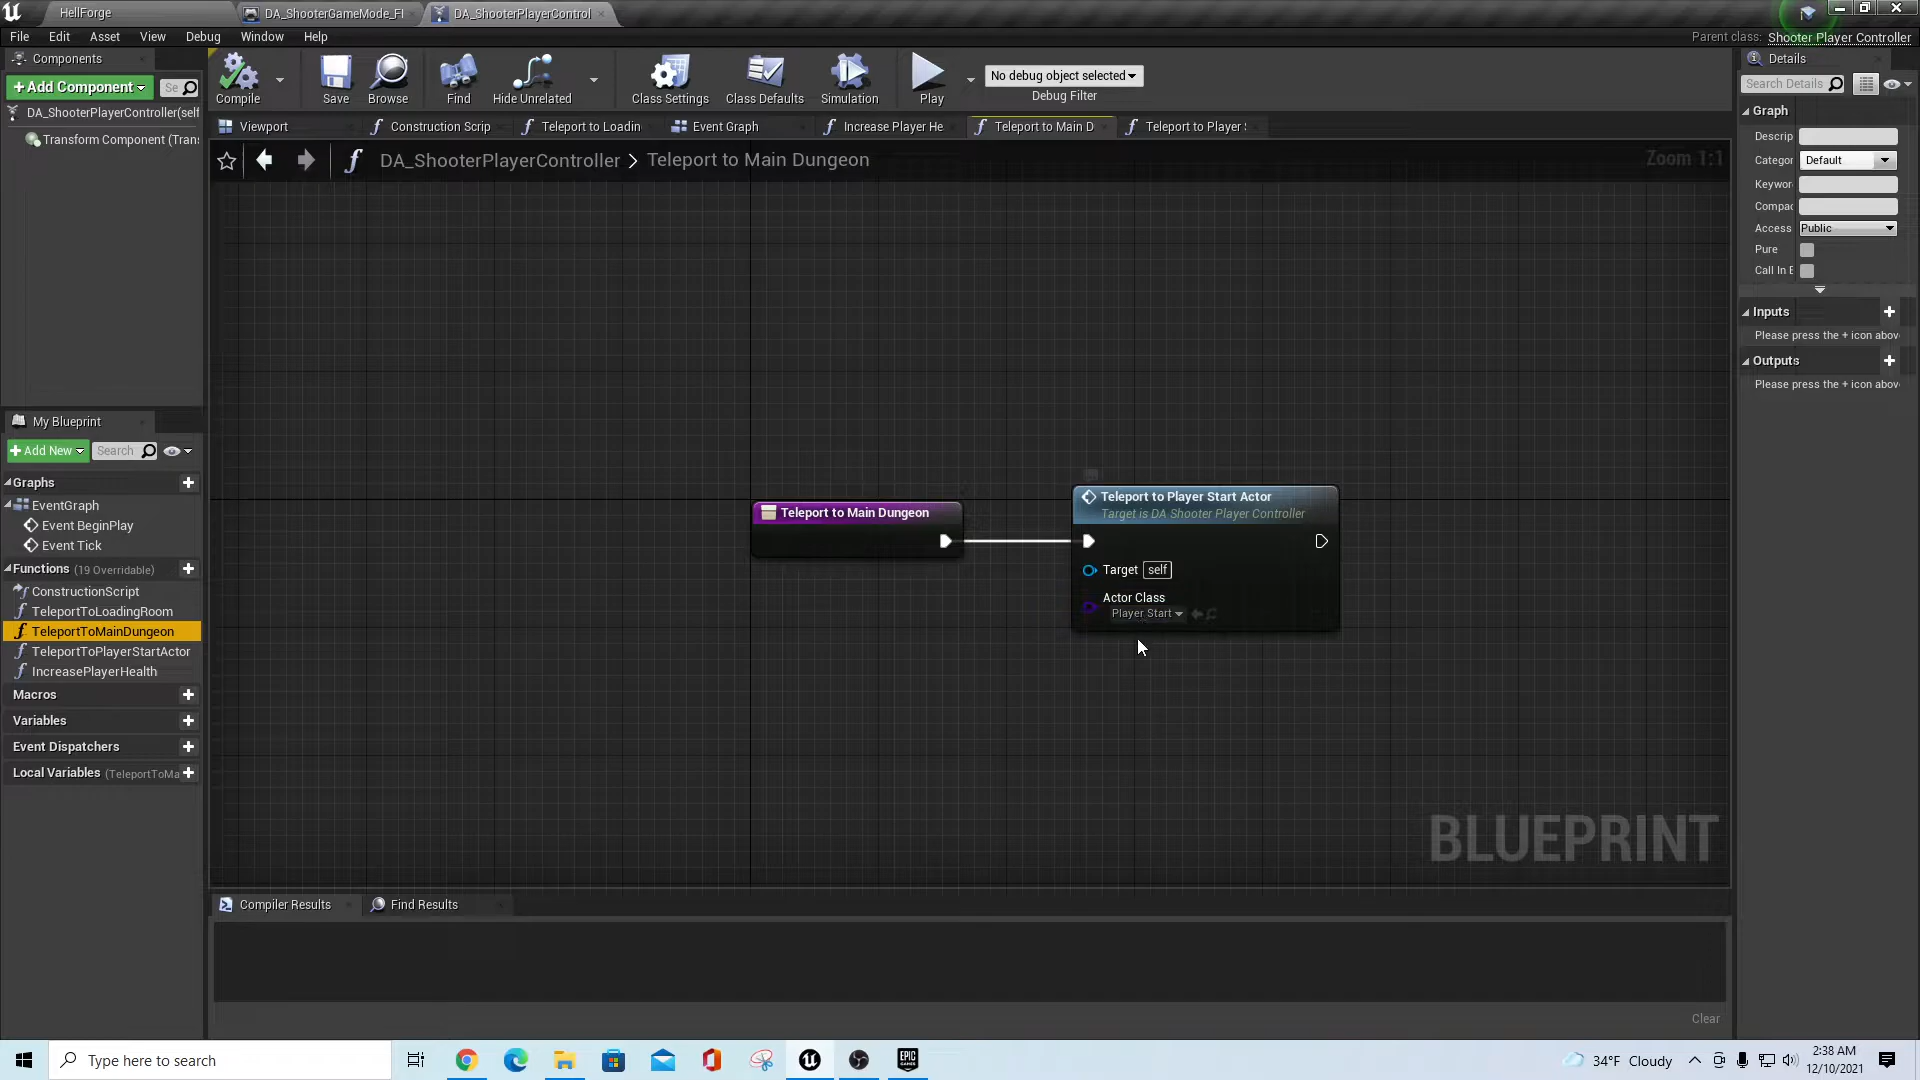 HellForge
DA_ShooterGameMode_Fl
DA_ShooterPlayerControl
File
Edit
Asset
View
Debug
Window
Help
Parent class:
Shooter Player Controller
Components
+Add Component
Se
DA_ShooterPlayerController(self
Transform Component (Trans
Compile
Save
Browse
Find
Hide Unrelated
Class Settings
Class Defaults
Simulation
Play
No debug object selected
Debug Filter
Viewport
Construction Scrip
Teleport to Loadin
Event Graph
Increase Player He
Teleport to Main D
Teleport to Player S
DA_ShooterPlayerController > Teleport to Main Dungeon
Zoom 1:1
Teleport to Main Dungeon
Teleport to Player Start Actor
Target is DA Shooter Player Controller
Target
self
Actor Class
Player Start
BLUEPRINT
My Blueprint
+Add New
Search
Graphs
EventGraph
Event BeginPlay
Event Tick
Functions (19 Overridable)
ConstructionScript
TeleportToLoadingRoom
TeleportToMainDungeon
TeleportToPlayerStartActor
IncreasePlayerHealth
Macros
Variables
Event Dispatchers
Local Variables (TeleportToMa
Details
Search Details
Graph
Descrip
Categor
Default
Keywor
Compac
Access
Public
Pure
Call In E
Inputs
Please press the + icon abov
Outputs
Please press the + icon abov
Compiler Results
Find Results
Clear
Type here to search
EPIC
GAMES
34°F Cloudy
2:38 AM
12/10/2021